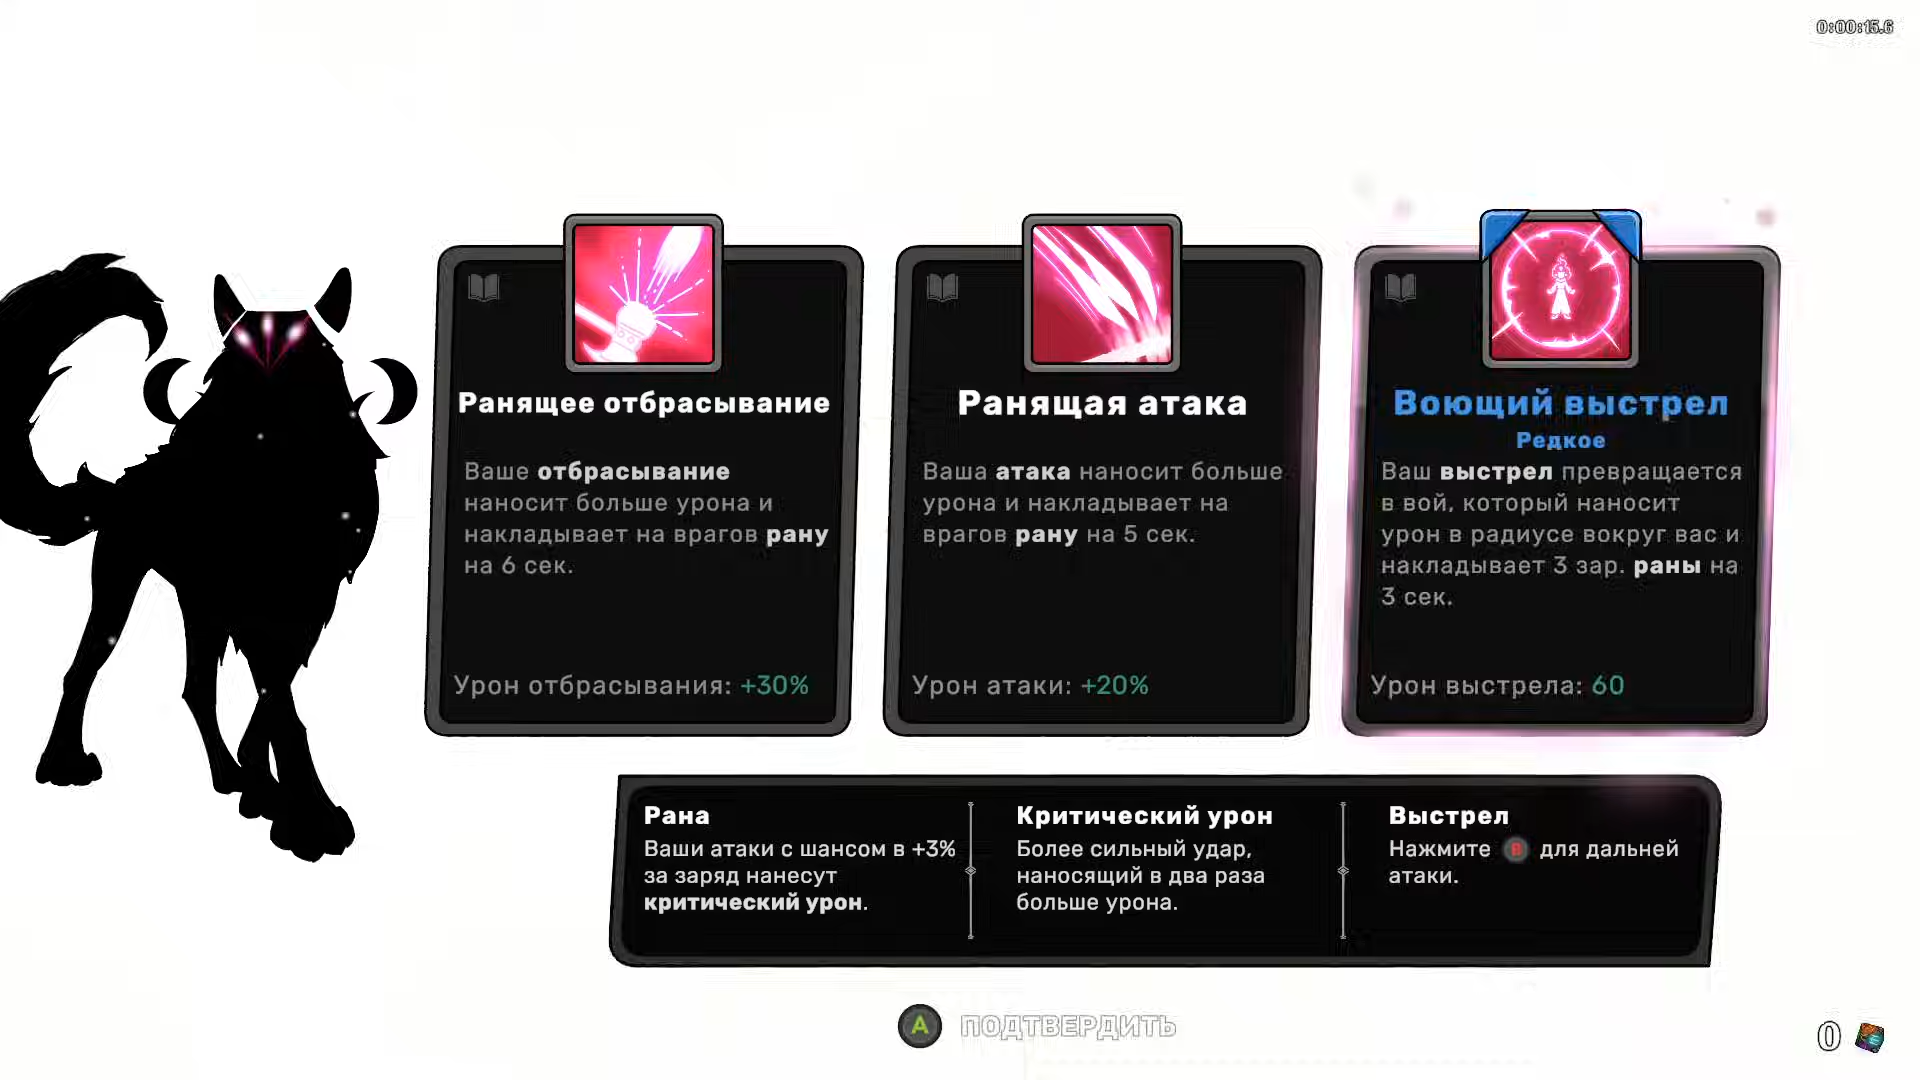 0:00:15.6
Ранящее отбрасывание
Ваше отбрасывание
наносит больше урона и
накладывает на врагов рану
на 6 сек.
Урон отбрасывания: +30%
Ранящая атака
Ваша атака наносит больше
урона и накладывает на
врагов рану на 5 сек.
Урон атаки: +20%
Воющий выстрел
Редкое
Ваш выстрел превращается
в вой, который наносит
урон в радиусе вокруг вас и
накладывает 3 зар. раны на
3 сек.
Урон выстрела: 60
Рана
Ваши атаки с шансом в +3%
за заряд нанесут
критический урон.
Критический урон
Более сильный удар,
наносящий в два раза
больше урона.
Выстрел
Нажмите B для дальней
атаки.
A ПОДТВЕРДИТЬ
0